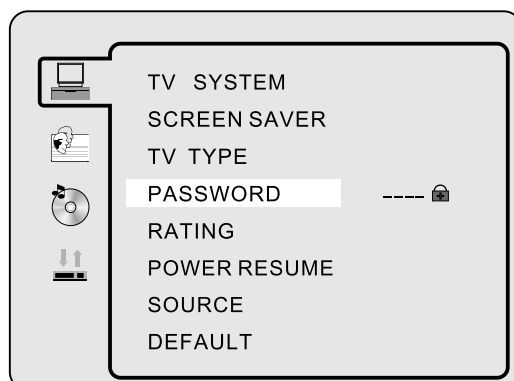 TV SYSTEM
SCREEN SAVER
TV TYPE
PASSWORD ----
RATING
POWER RESUME
SOURCE
DEFAULT